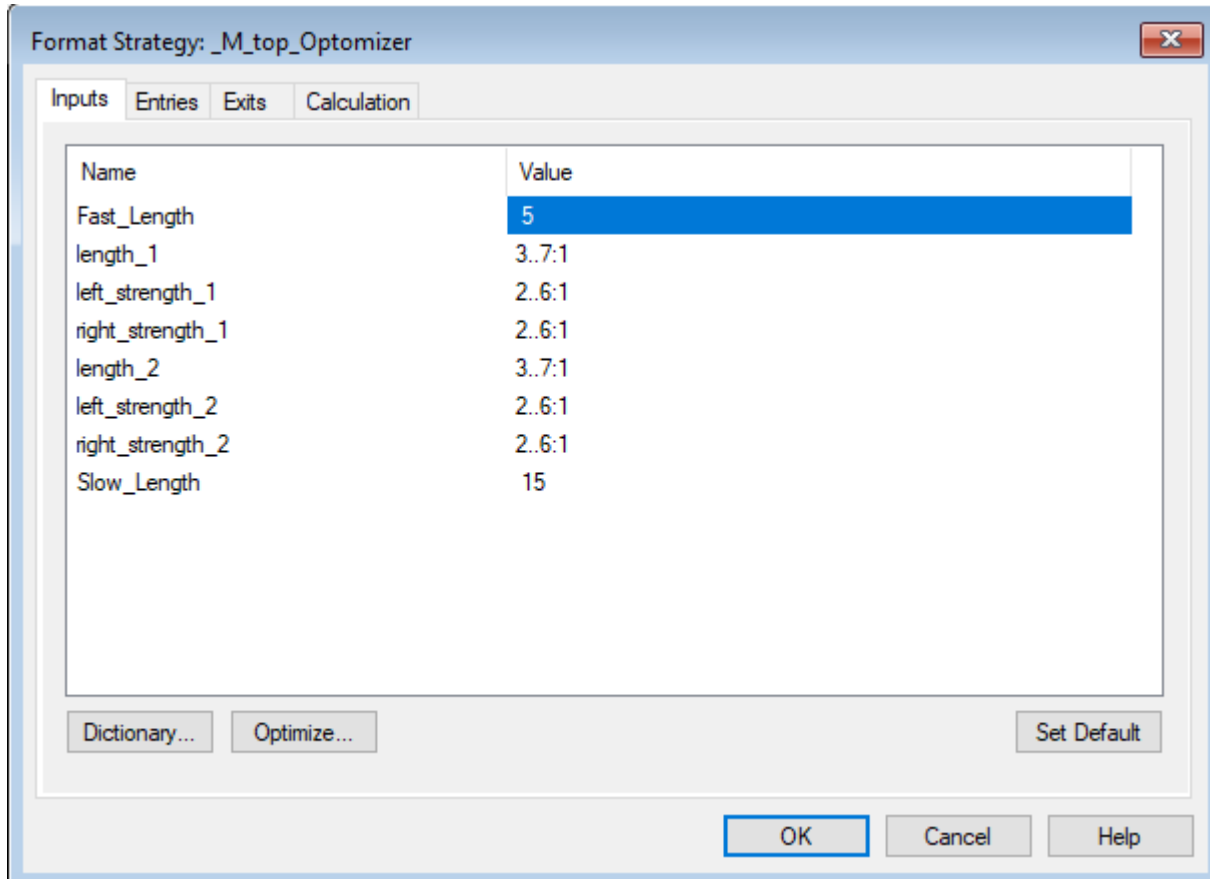 Format Strategy: _M_top_Optomizer
Inputs Entries Exits Calculation
Name Value
Fast_Length 5
length_1 3..7:1
left_strength_1 2..6:1
right_strength_1 2..6:1
length_2 3..7:1
left_strength_2 2..6:1
right_strength_2 2..6:1
Slow_Length 15
Dictionary... Optimize... Set Default
OK Cancel Help